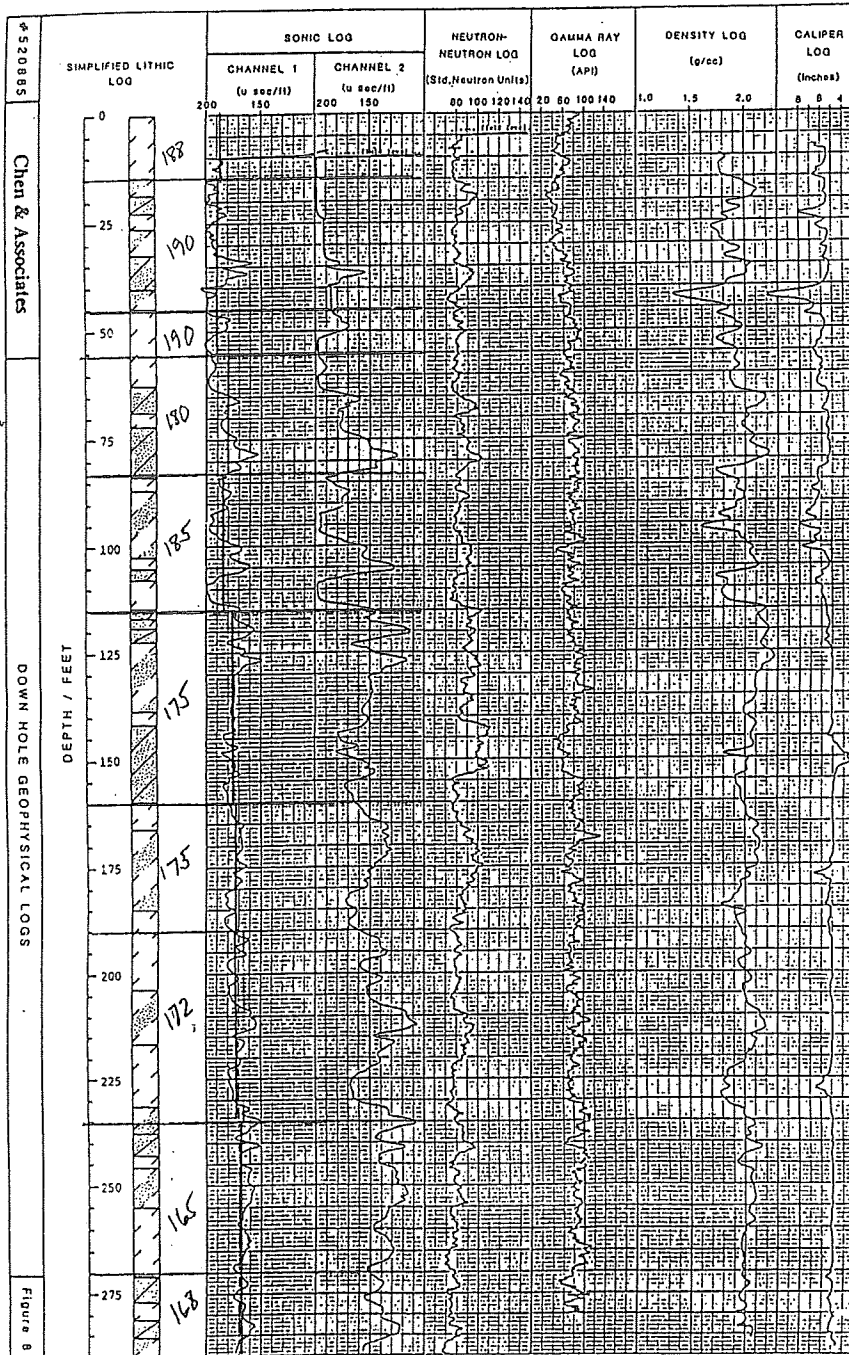 #520885
Chen & Associates
DOWN HOLE GEOPHYSICAL LOGS
Figure 8
SIMPLIFIED LITHIC
LOG
SONIC LOG
CHANNEL 1
(u sec/ft)
200 150
CHANNEL 2
(u sec/ft)
200 150
NEUTRON-
NEUTRON LOG
(Std.Neutron Units)
60 100 120 140
GAMMA RAY
LOG
(API)
20 60 100 140
DENSITY LOG
(g/cc)
1.0 1.5 2.0
CALIPER
LOG
(Inches)
8 6 4
DEPTH / FEET
0
25
50
75
100
125
150
175
200
225
250
275
188
190
190
180
185
175
175
172
165
168